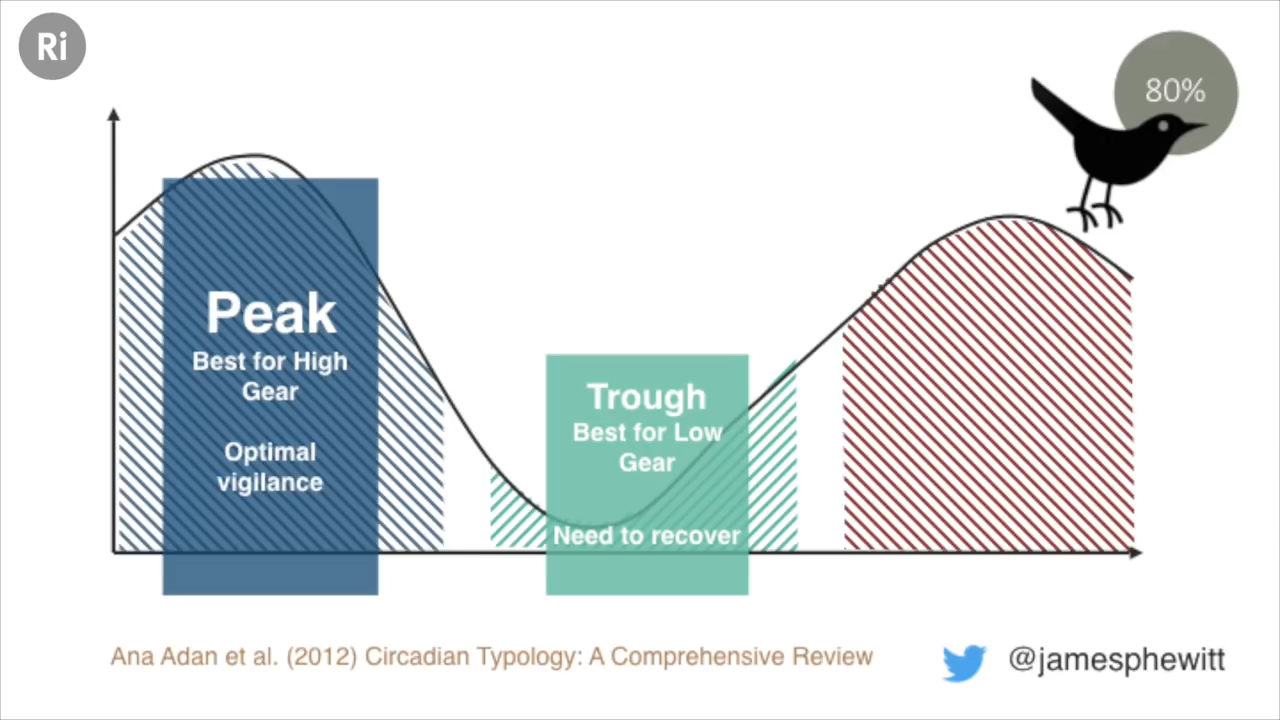 Ri
80%
Peak
Best for High
Gear
Optimal
vigilance
Trough
Best for Low
Gear
Need to recover
Ana Adan et al. (2012) Circadian Typology: A Comprehensive Review
@jamesphewitt